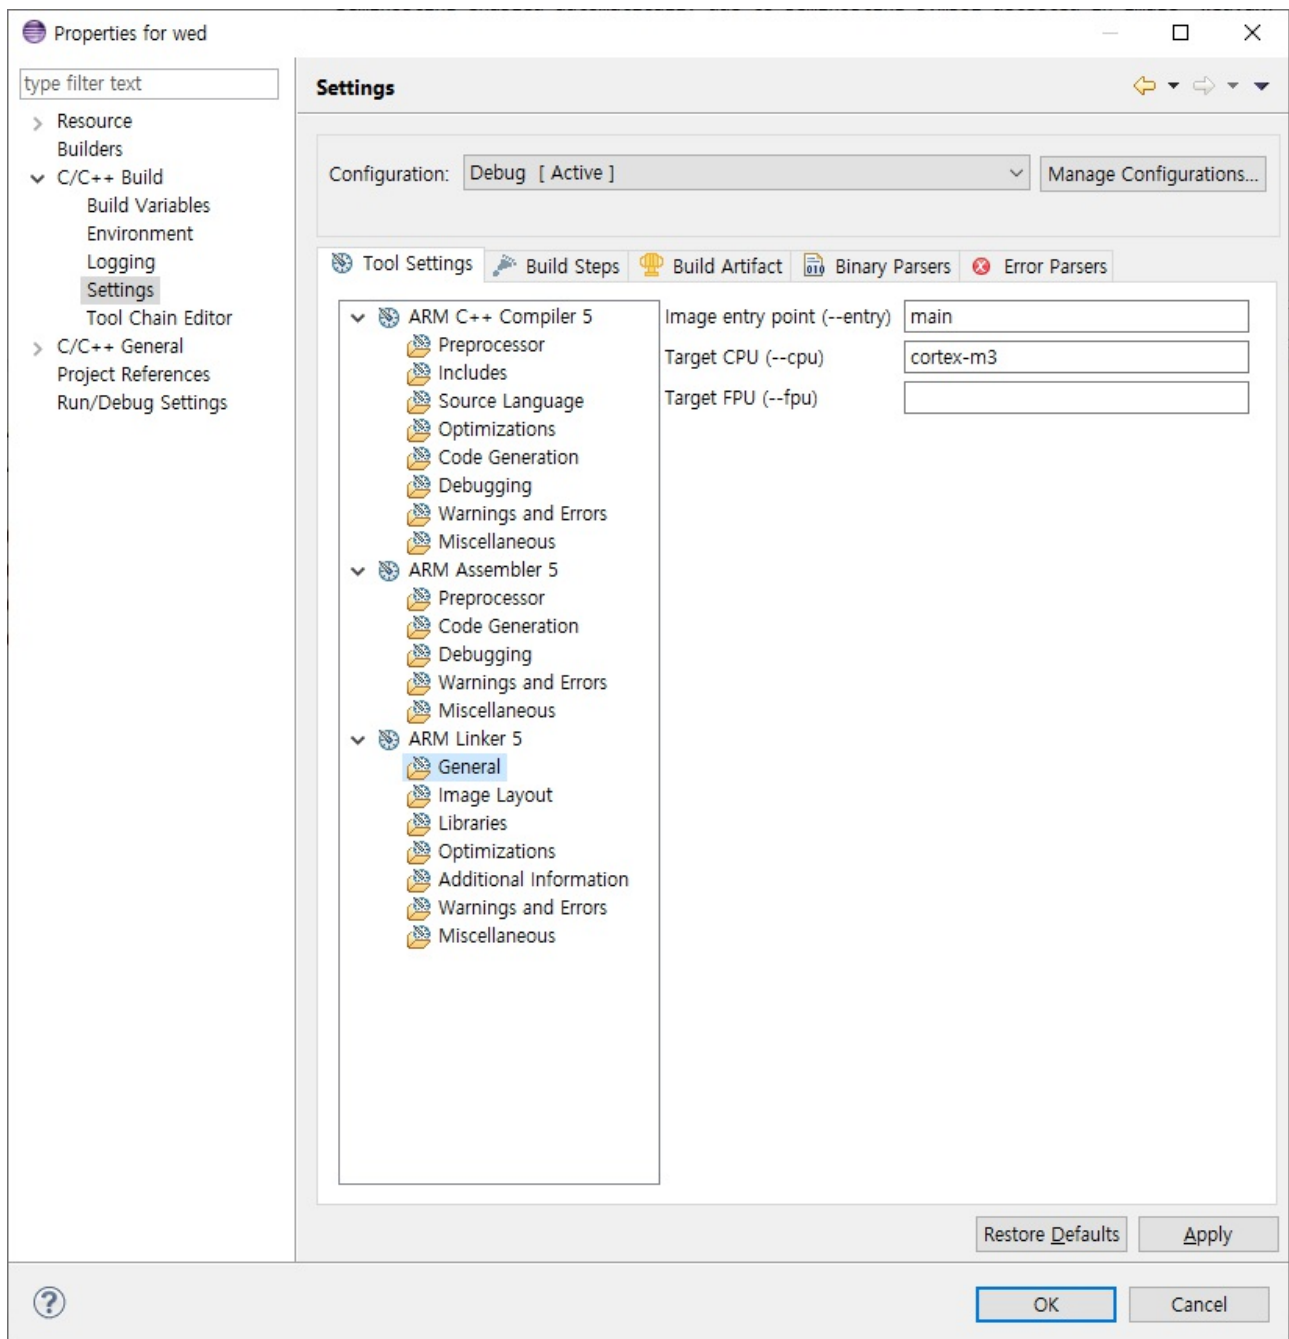 Properties for wed
type filter text
Resource
Builders
C/C++ Build
Build Variables
Environment
Logging
Settings
Tool Chain Editor
C/C++ General
Project References
Run/Debug Settings
Settings
Configuration:
Debug [ Active ]
Manage Configurations...
Tool Settings
Build Steps
Build Artifact
Binary Parsers
Error Parsers
ARM C++ Compiler 5
Preprocessor
Includes
Source Language
Optimizations
Code Generation
Debugging
Warnings and Errors
Miscellaneous
ARM Assembler 5
Preprocessor
Code Generation
Debugging
Warnings and Errors
Miscellaneous
ARM Linker 5
General
Image Layout
Libraries
Optimizations
Additional Information
Warnings and Errors
Miscellaneous
Image entry point (--entry)
main
Target CPU (--cpu)
cortex-m3
Target FPU (--fpu)
Restore Defaults
Apply
OK
Cancel